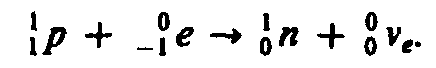 ¹₁p + ⁰₋₁e → ¹₀n + ⁰₀νₑ.